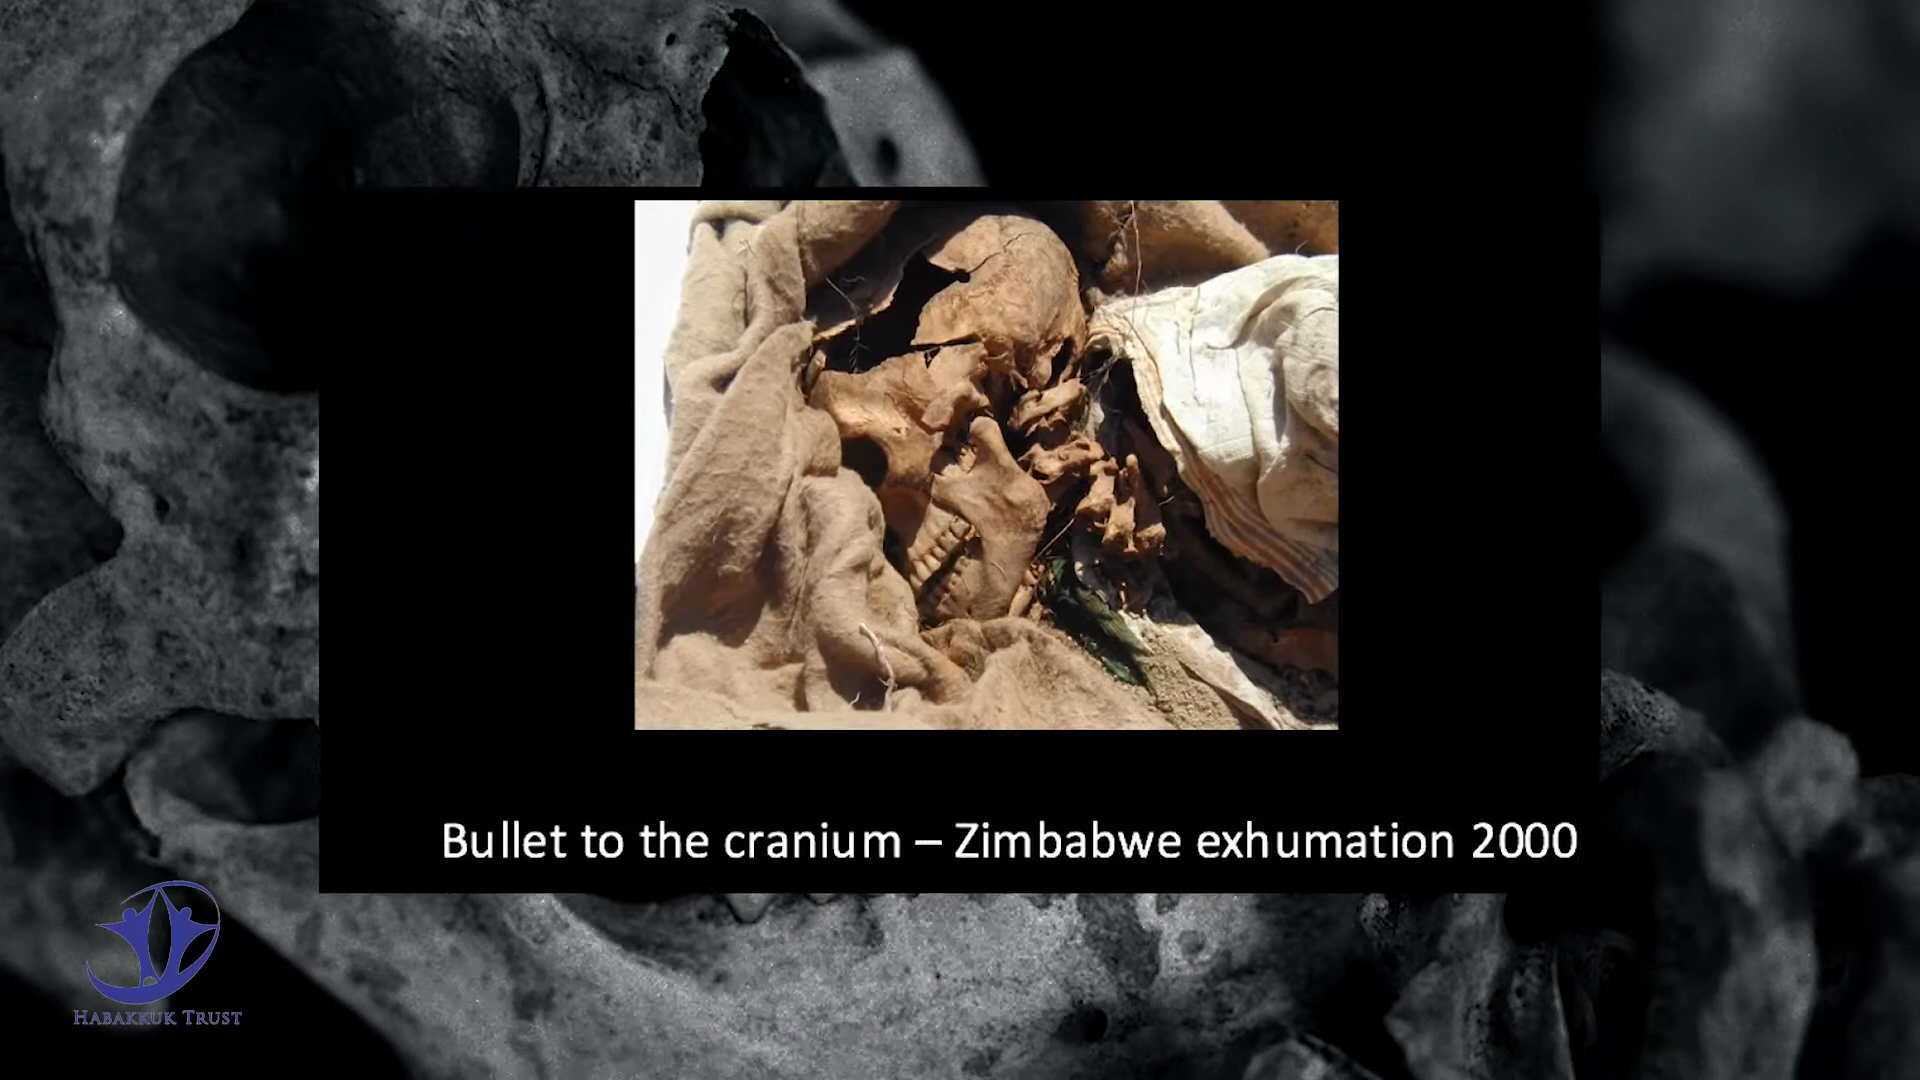 Bullet to the cranium – Zimbabwe exhumation 2000
HABAKKUK TRUST